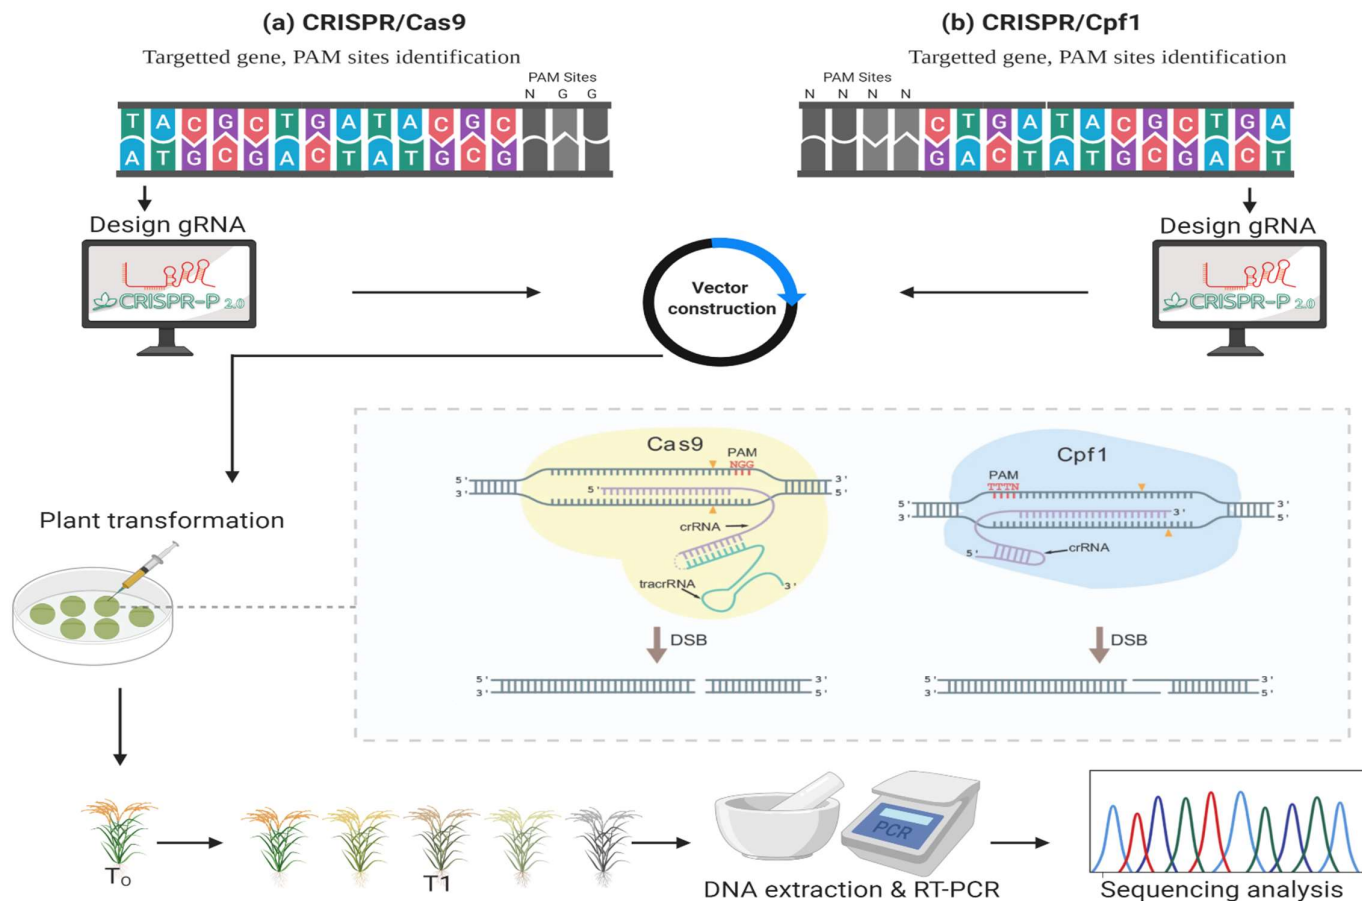 (a) CRISPR/Cas9
Targetted gene, PAM sites identification
PAM Sites
N G G
T A C G C T G A T A C G C
A T G C G A C T A T G C G
Design gRNA
CRISPR-P 2.0
(b) CRISPR/Cpf1
Targetted gene, PAM sites identification
PAM Sites
N N N N
C T G A T A C G C T G A
G A C T A T G C G A C T
Design gRNA
CRISPR-P 2.0
Vector
construction
Plant transformation
Cas9
PAM
NGG
5'
3'
3'
5'
5'
crRNA
tracrRNA
3'
DSB
5'
3'
3'
5'
Cpf1
PAM
TTTN
5'
3'
3'
5'
3'
5'
crRNA
DSB
5'
3'
3'
5'
T₀
T1
PCR
DNA extraction & RT-PCR
Sequencing analysis